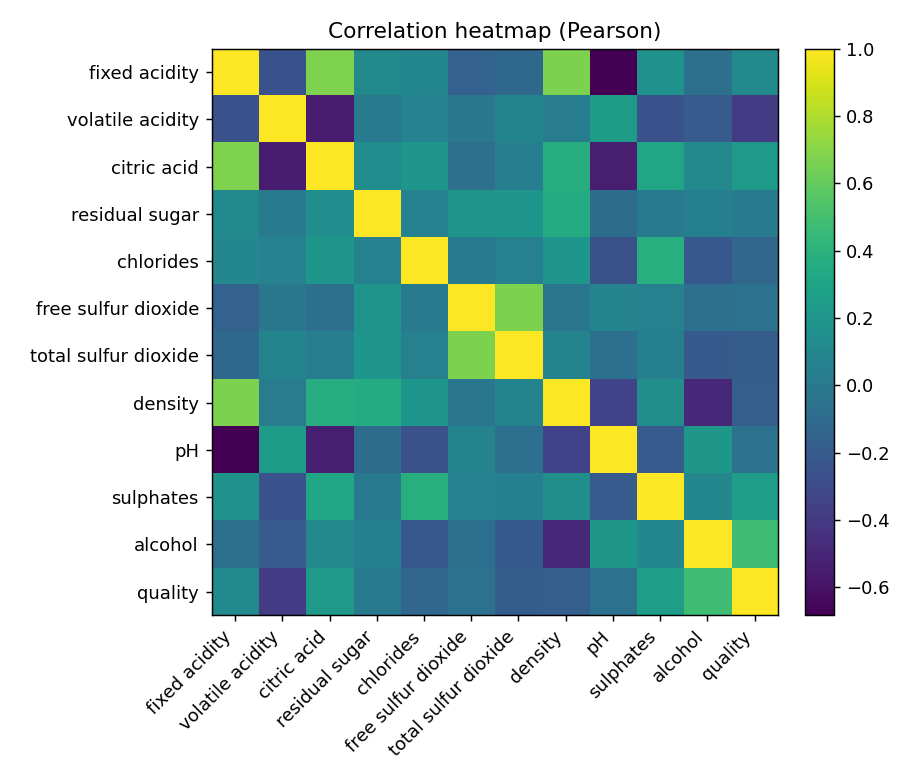 Correlation heatmap (Pearson)
fixed acidity
volatile acidity
citric acid
residual sugar
chlorides
free sulfur dioxide
total sulfur dioxide
density
pH
sulphates
alcohol
quality
fixed acidity
volatile acidity
citric acid
residual sugar
chlorides
free sulfur dioxide
total sulfur dioxide
density
pH
sulphates
alcohol
quality
1.0
0.8
0.6
0.4
0.2
0.0
−0.2
−0.4
−0.6